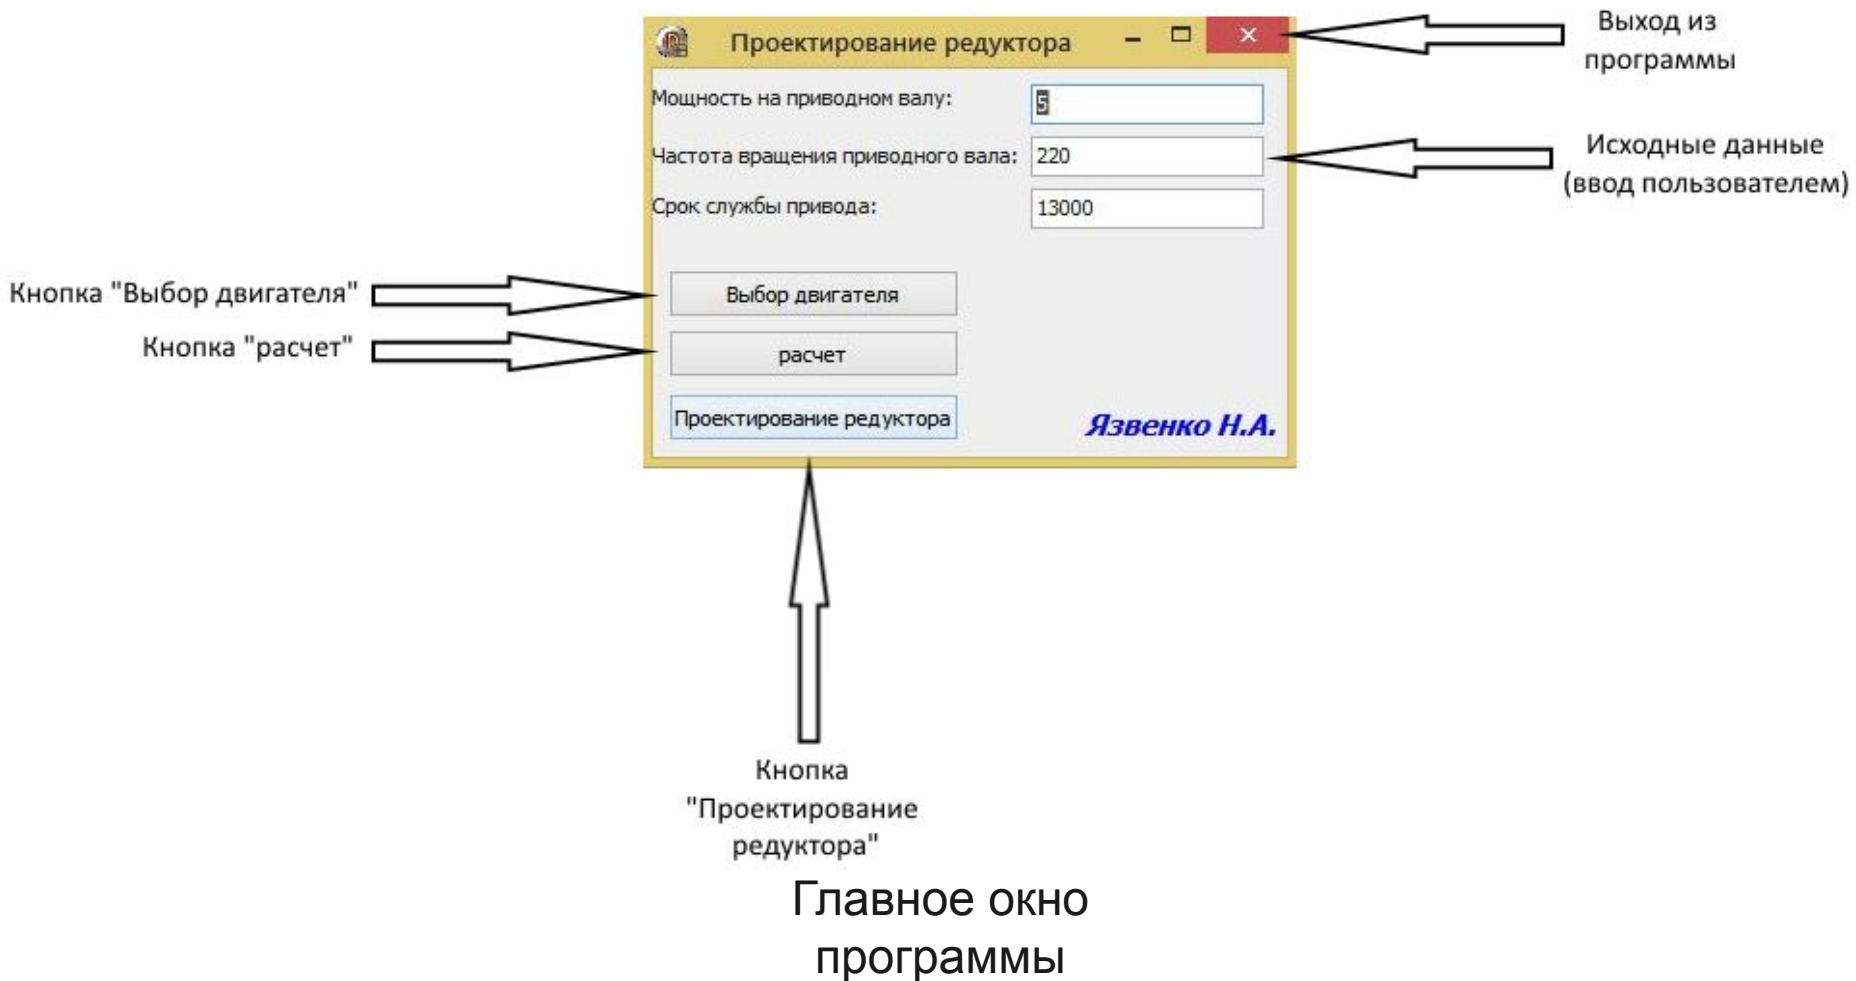 Проектирование редуктора
Выход из
программы
Мощность на приводном валу:
5
Частота вращения приводного вала:
220
Исходные данные
(ввод пользователем)
Срок службы привода:
13000
Кнопка "Выбор двигателя"
Выбор двигателя
Кнопка "расчет"
расчет
Проектирование редуктора
Язвенко Н.А.
Кнопка
"Проектирование
редуктора"
Главное окно
программы